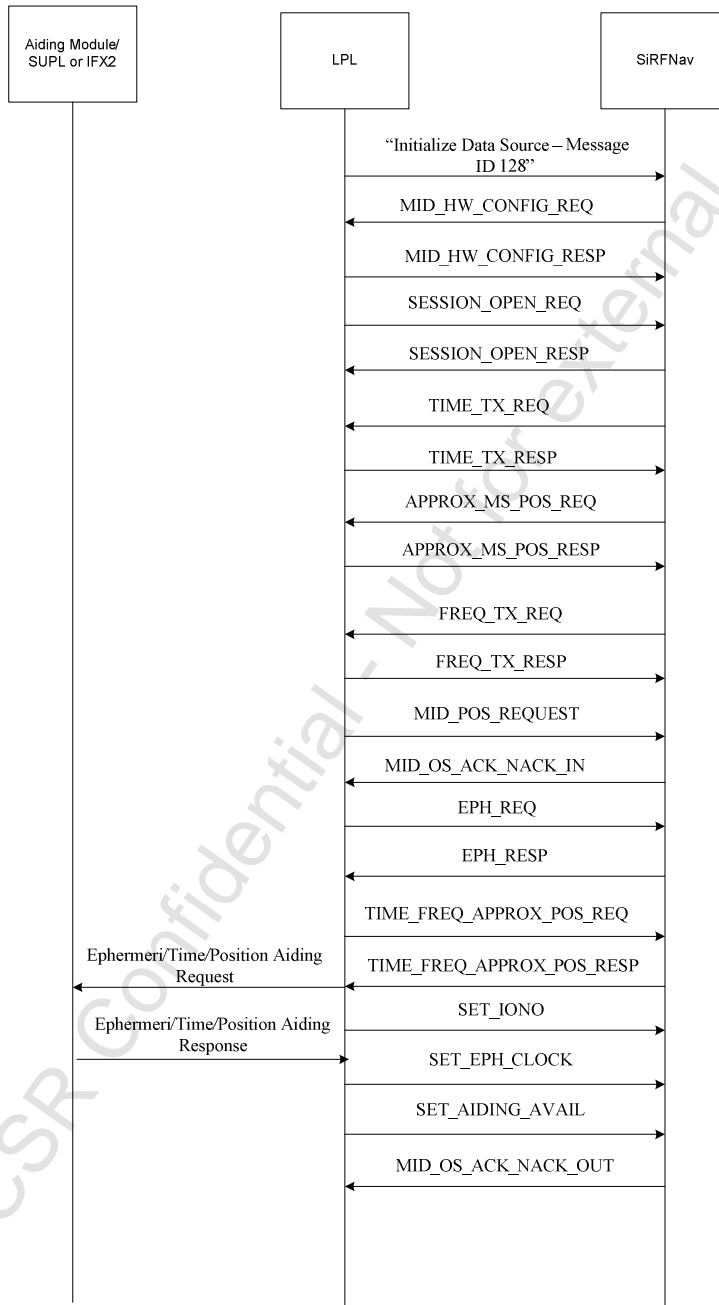 Aiding Module/
SUPL or IFX2
LPL
SiRFNav
“Initialize Data Source – Message
ID 128”
MID_HW_CONFIG_REQ
MID_HW_CONFIG_RESP
SESSION_OPEN_REQ
SESSION_OPEN_RESP
TIME_TX_REQ
TIME_TX_RESP
APPROX_MS_POS_REQ
APPROX_MS_POS_RESP
FREQ_TX_REQ
FREQ_TX_RESP
MID_POS_REQUEST
MID_OS_ACK_NACK_IN
EPH_REQ
EPH_RESP
TIME_FREQ_APPROX_POS_REQ
Ephermeri/Time/Position Aiding
Request
TIME_FREQ_APPROX_POS_RESP
SET_IONO
Ephermeri/Time/Position Aiding
Response
SET_EPH_CLOCK
SET_AIDING_AVAIL
MID_OS_ACK_NACK_OUT
CSR Confidential - Not for external